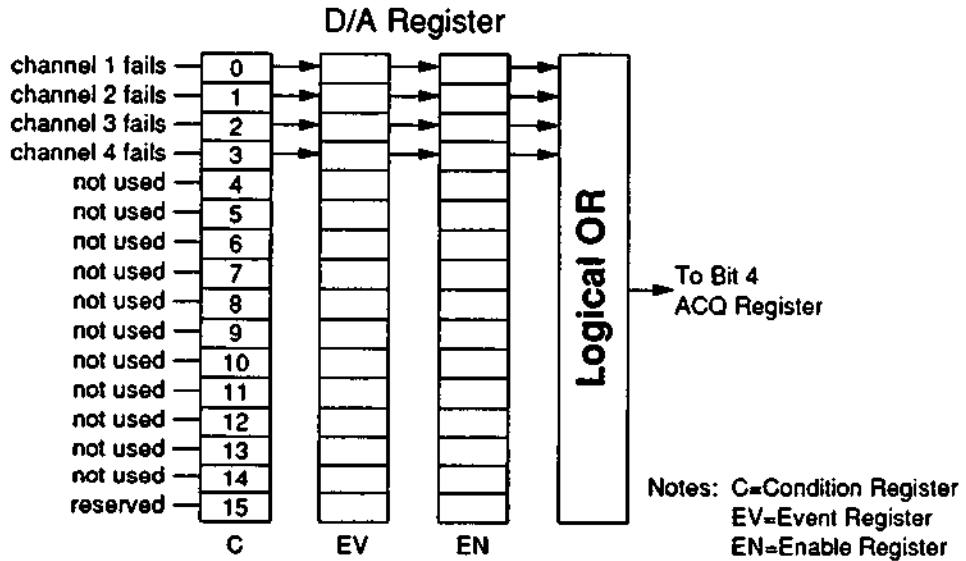 D/A Register
channel 1 fails 0
channel 2 fails 1
channel 3 fails 2
channel 4 fails 3
not used 4
not used 5
not used 6
not used 7
not used 8
not used 9
not used 10
not used 11
not used 12
not used 13
not used 14
reserved 15
C EV EN
Logical OR
To Bit 4
ACQ Register
Notes: C=Condition Register
EV=Event Register
EN=Enable Register